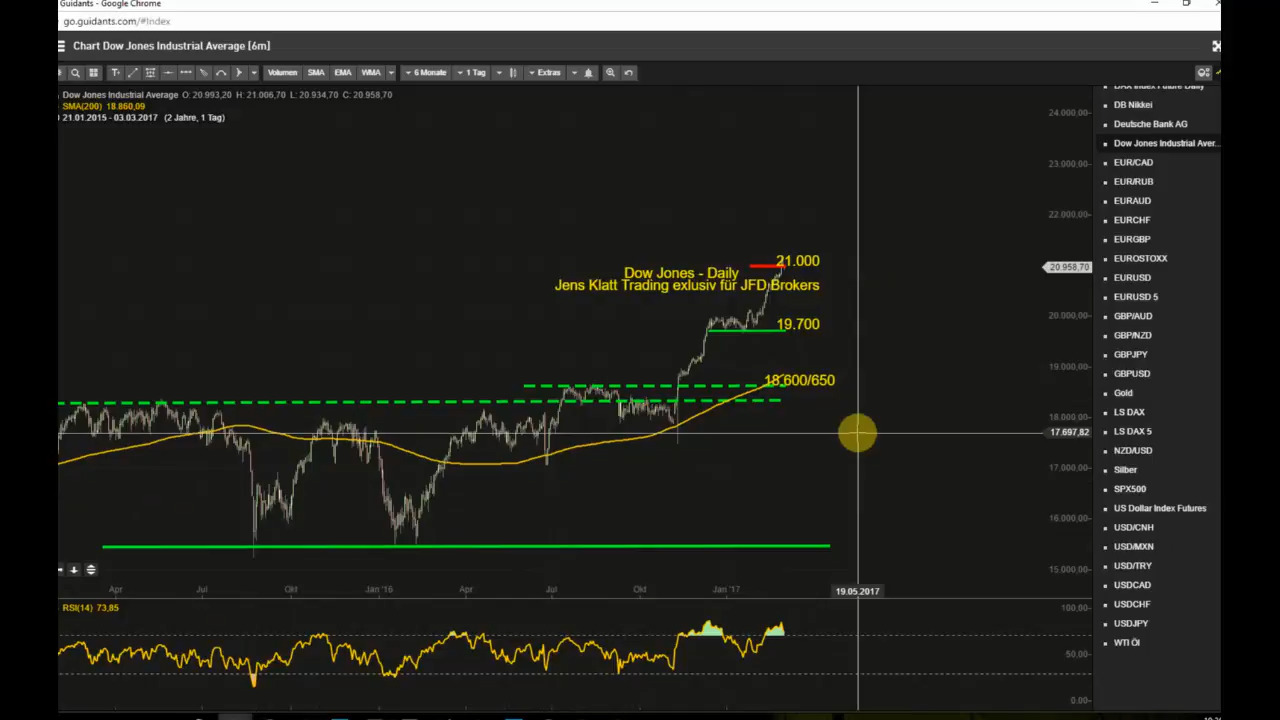 Guidants - Google Chrome
go.guidants.com/#Index
Chart Dow Jones Industrial Average [6m]
Volumen SMA EMA WMA 6 Monate 1 Tag Extras
Dow Jones Industrial Average O: 20.993,20 H: 21.006,70 L: 20.934,70 C: 20.958,70
SMA(200) 18.860,09
21.01.2015 - 03.03.2017 (2 Jahre, 1 Tag)
24.000,00
23.000,00
22.000,00
21.000
Dow Jones - Daily
20.958,70
Jens Klatt Trading exlusiv für JFD Brokers
20.000,00
19.700
19.000,00
18.600/650
18.000,00
17.697,82
17.000,00
16.000,00
15.000,00
Apr Jul Okt Jan '16 Apr Jul Okt Jan '17 19.05.2017
RSI(14) 73,85
100,00
50,00
0,00
DAX Index Future Daily
DB Nikkei
Deutsche Bank AG
Dow Jones Industrial Aver...
EUR/CAD
EUR/RUB
EURAUD
EURCHF
EURGBP
EUROSTOXX
EURUSD
EURUSD 5
GBP/AUD
GBP/NZD
GBPJPY
GBPUSD
Gold
LS DAX
LS DAX 5
NZD/USD
Silber
SPX500
US Dollar Index Futures
USD/CNH
USD/MXN
USD/TRY
USDCAD
USDCHF
USDJPY
WTI Öl